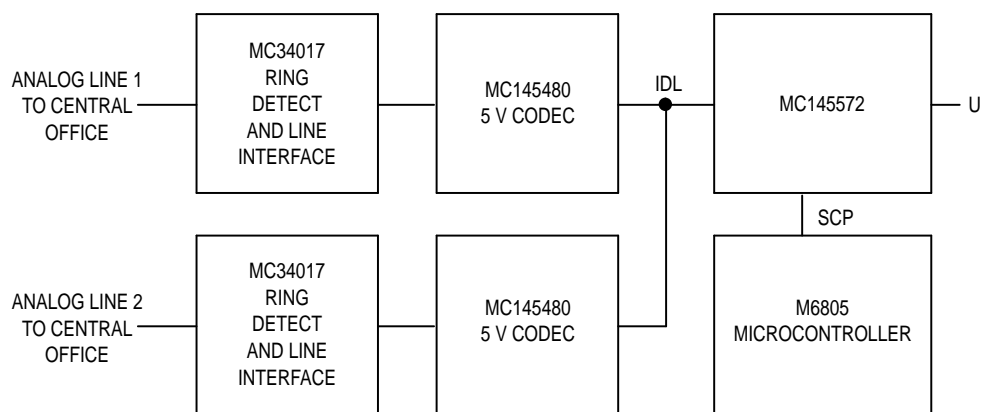 ANALOG LINE 1
TO CENTRAL
OFFICE
MC34017
RING
DETECT
AND LINE
INTERFACE
MC145480
5 V CODEC
IDL
MC145572
U
SCP
ANALOG LINE 2
TO CENTRAL
OFFICE
MC34017
RING
DETECT
AND LINE
INTERFACE
MC145480
5 V CODEC
M6805
MICROCONTROLLER